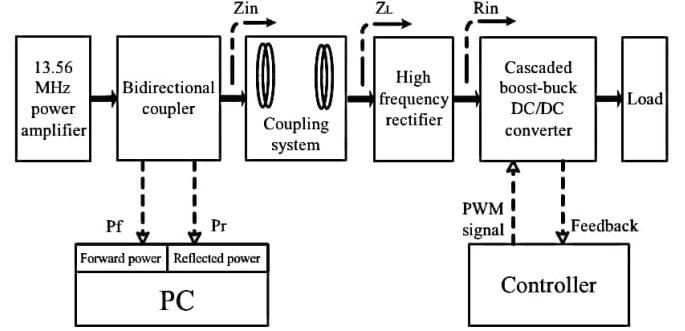 Zin
ZL
Rin
13.56
MHz
power
amplifier
Bidirectional
coupler
Coupling
system
High
frequency
rectifier
Cascaded
boost-buck
DC/DC
converter
Load
Pf
Pr
PWM
signal
Feedback
Forward power
Reflected power
PC
Controller